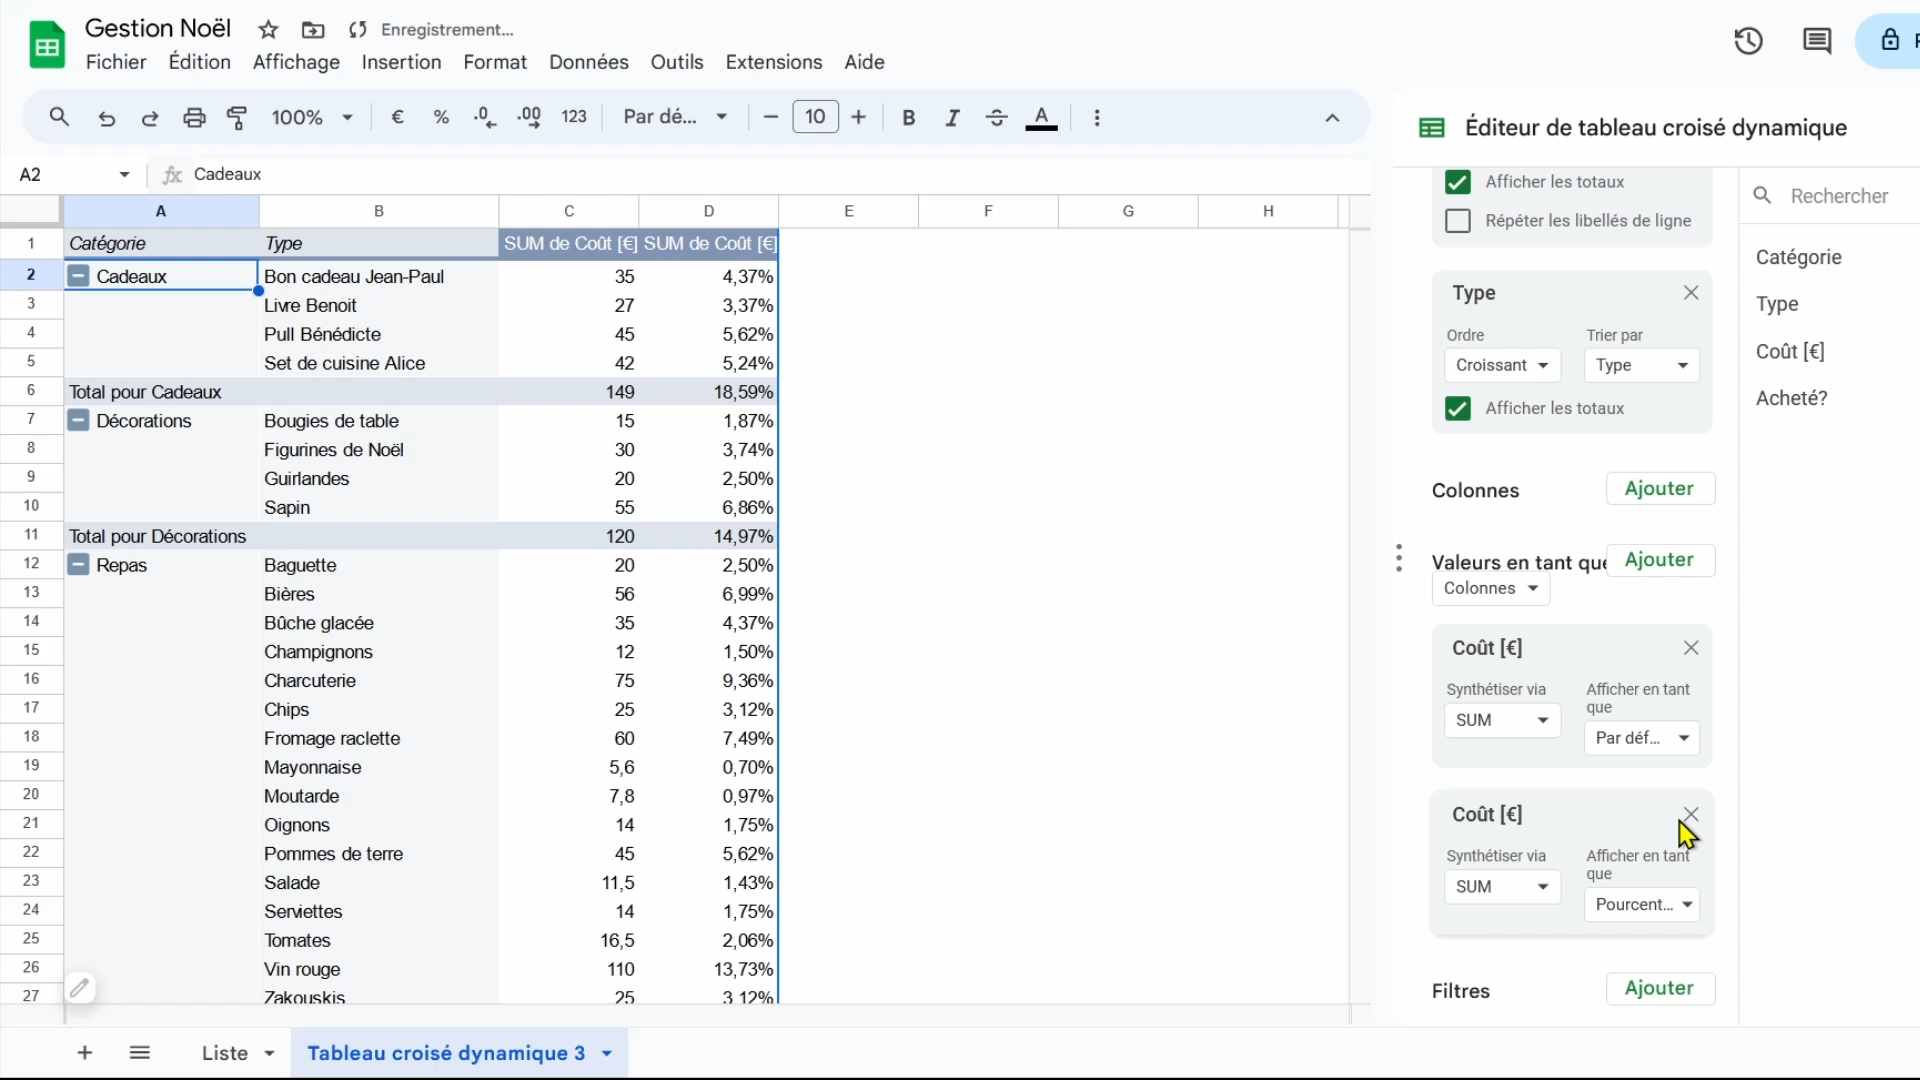 Gestion Noël
Enregistrement...
Fichier Édition Affichage Insertion Format Données Outils Extensions Aide
100% € % .0 .00 123 Par dé... 10 B I S A
Éditeur de tableau croisé dynamique
A2 fx Cadeaux
A B C D E F G H
1 Catégorie Type SUM de Coût [€] SUM de Coût [€]
2 Cadeaux Bon cadeau Jean-Paul 35 4,37%
3 Livre Benoit 27 3,37%
4 Pull Bénédicte 45 5,62%
5 Set de cuisine Alice 42 5,24%
6 Total pour Cadeaux 149 18,59%
7 Décorations Bougies de table 15 1,87%
8 Figurines de Noël 30 3,74%
9 Guirlandes 20 2,50%
10 Sapin 55 6,86%
11 Total pour Décorations 120 14,97%
12 Repas Baguette 20 2,50%
13 Bières 56 6,99%
14 Bûche glacée 35 4,37%
15 Champignons 12 1,50%
16 Charcuterie 75 9,36%
17 Chips 25 3,12%
18 Fromage raclette 60 7,49%
19 Mayonnaise 5,6 0,70%
20 Moutarde 7,8 0,97%
21 Oignons 14 1,75%
22 Pommes de terre 45 5,62%
23 Salade 11,5 1,43%
24 Serviettes 14 1,75%
25 Tomates 16,5 2,06%
26 Vin rouge 110 13,73%
27 Zakouskis 25 3,12%
Afficher les totaux
Répéter les libellés de ligne
Type
Ordre Trier par
Croissant Type
Afficher les totaux
Colonnes Ajouter
Valeurs en tant que Ajouter
Colonnes
Coût [€]
Synthétiser via Afficher en tant
que
SUM Par déf...
Coût [€]
Synthétiser via Afficher en tant
que
SUM Pourcent...
Filtres Ajouter
Rechercher
Catégorie
Type
Coût [€]
Acheté?
Liste Tableau croisé dynamique 3